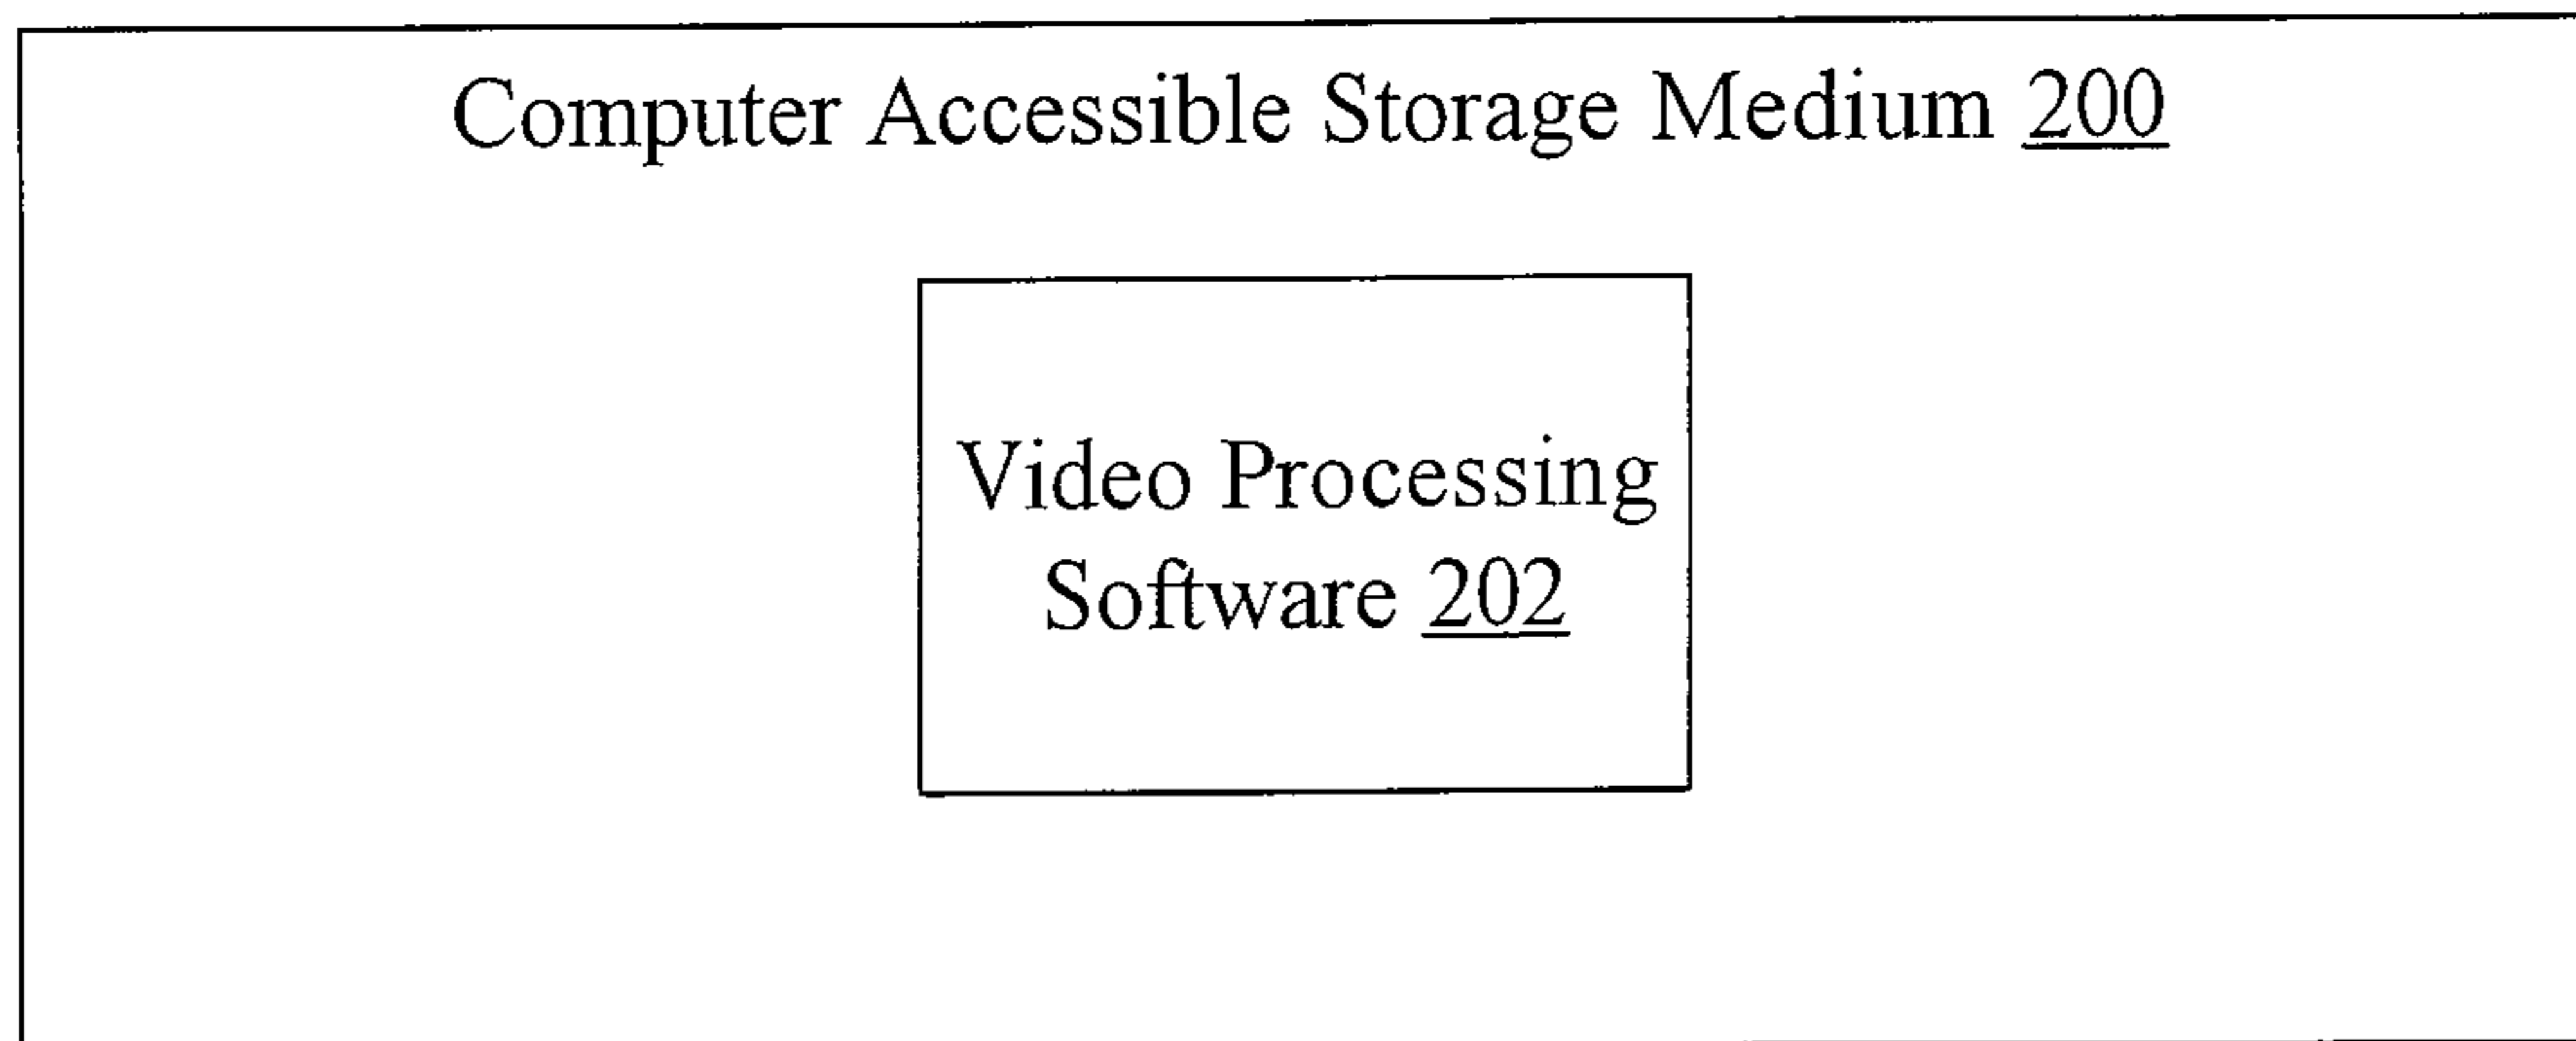 Computer Accessible Storage Medium 200
Video Processing
Software 202